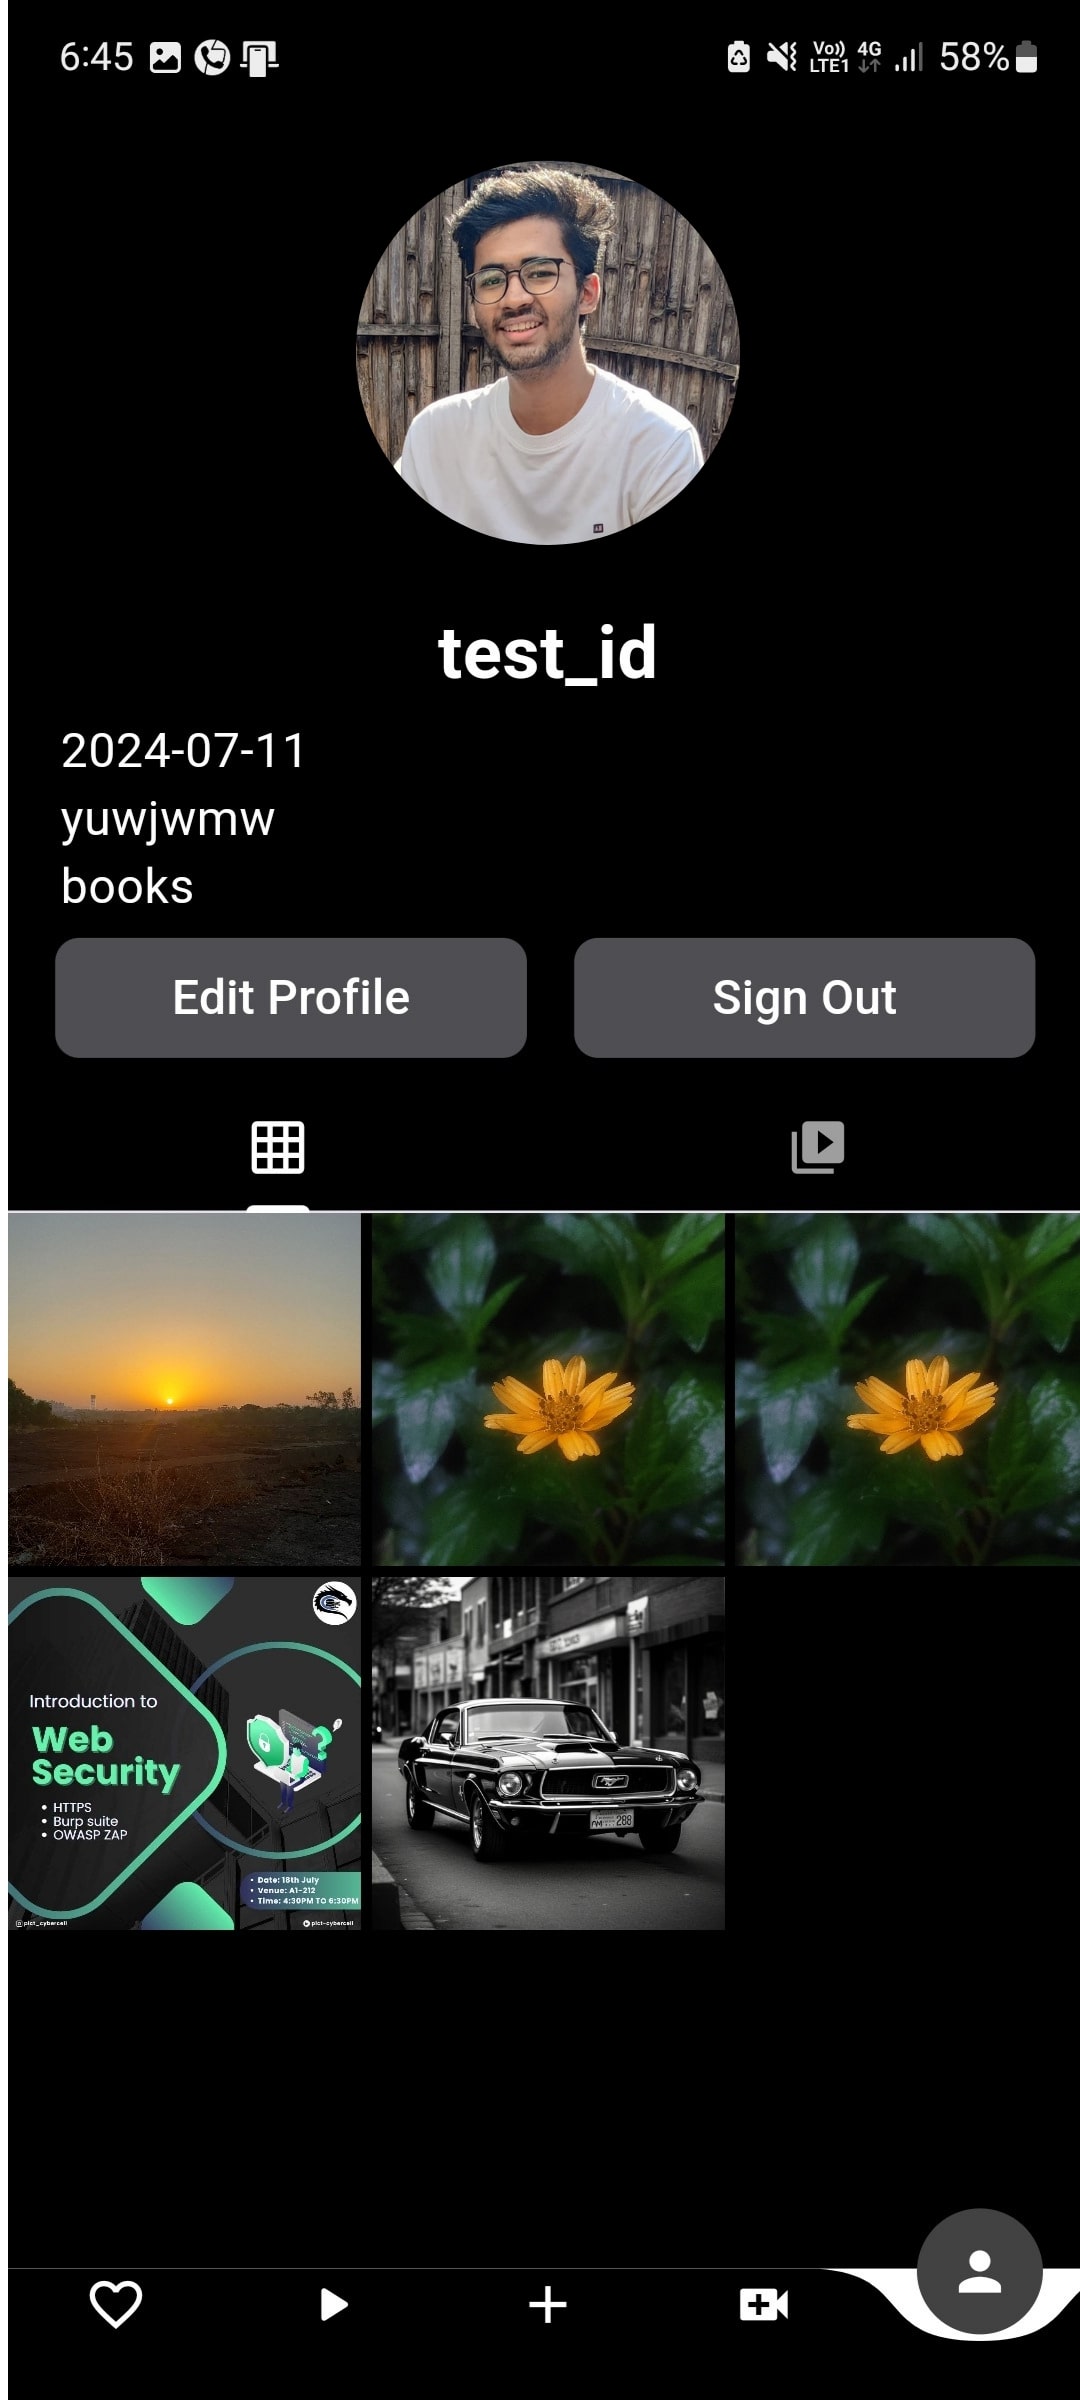 6:45
Vo)) LTE1 4G 58%
test_id
2024-07-11
yuwjwmw
books
Edit Profile
Sign Out
Introduction to
Web
Security
• HTTPS
• Burp suite
• OWASP ZAP
• Date: 18th July
• Venue: A1-212
• Time: 4:30PM TO 6:30PM
pict_cybercell
pict-cybercell
288